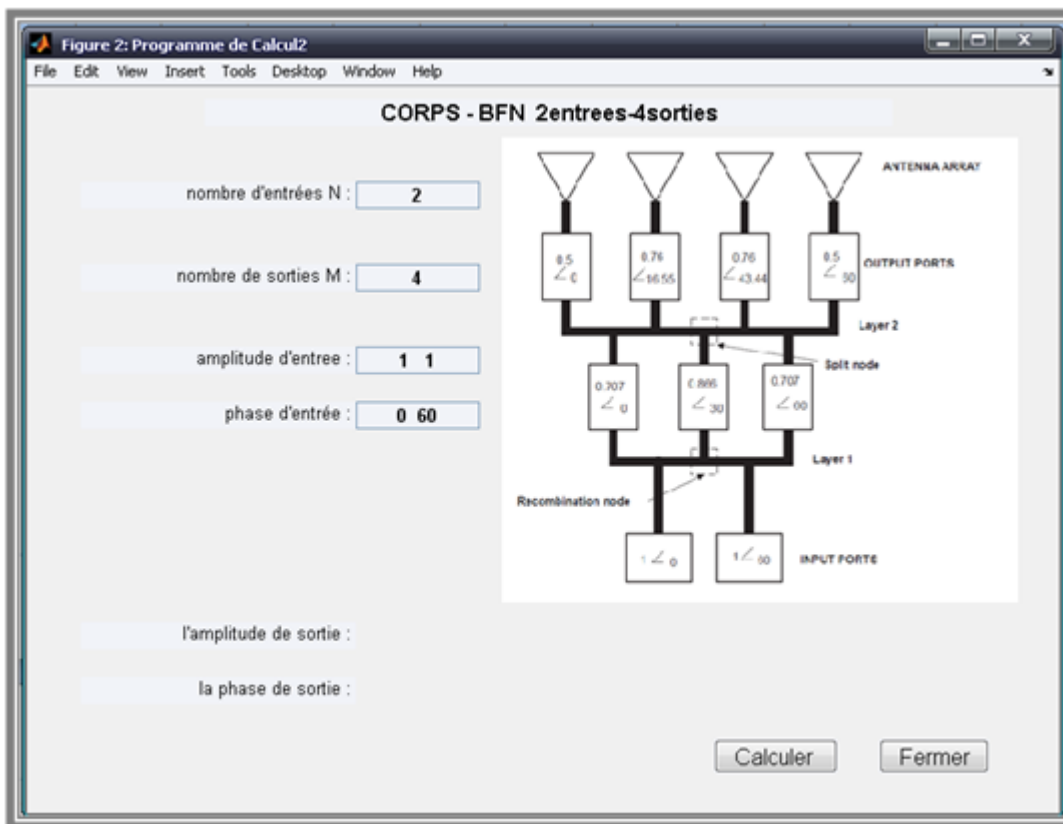 Figure 2: Programme de Calcul2
File Edit View Insert Tools Desktop Window Help
CORPS - BFN 2entrees-4sorties
nombre d'entrées N : 2
nombre de sorties M : 4
amplitude d'entree : 1 1
phase d'entrée : 0 60
ANTENNA ARRAY
0.5 ∠ 0
0.76 ∠ 16.55
0.76 ∠ 43.44
0.5 ∠ 60
OUTPUT PORTS
Layer 2
Split node
0.707 ∠ 0
0.866 ∠ 30
0.707 ∠ 60
Layer 1
Recombination node
1 ∠ 0
1 ∠ 60
INPUT PORTS
l'amplitude de sortie :
la phase de sortie :
Calculer
Fermer